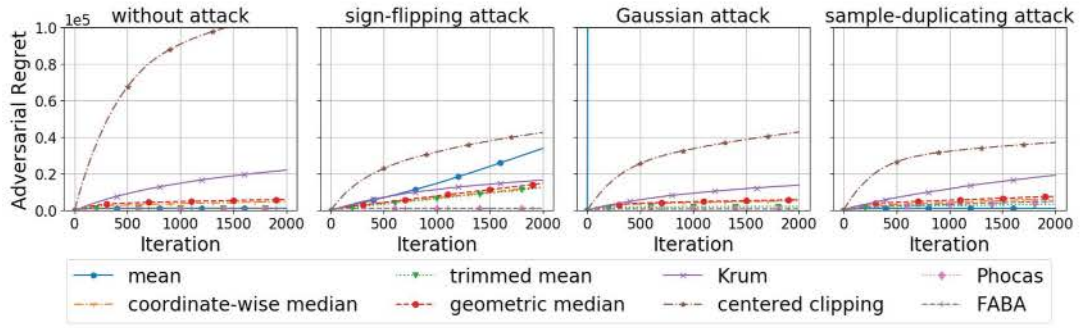 without attack sign-flipping attack Gaussian attack sample-duplicating attack
1e5
Adversarial Regret
1.0
0.8
0.6
0.4
0.2
0.0
0 500 1000 1500 2000 0 500 1000 1500 2000 0 500 1000 1500 2000 0 500 1000 1500 2000
Iteration Iteration Iteration Iteration
mean trimmed mean Krum Phocas
coordinate-wise median geometric median centered clipping FABA